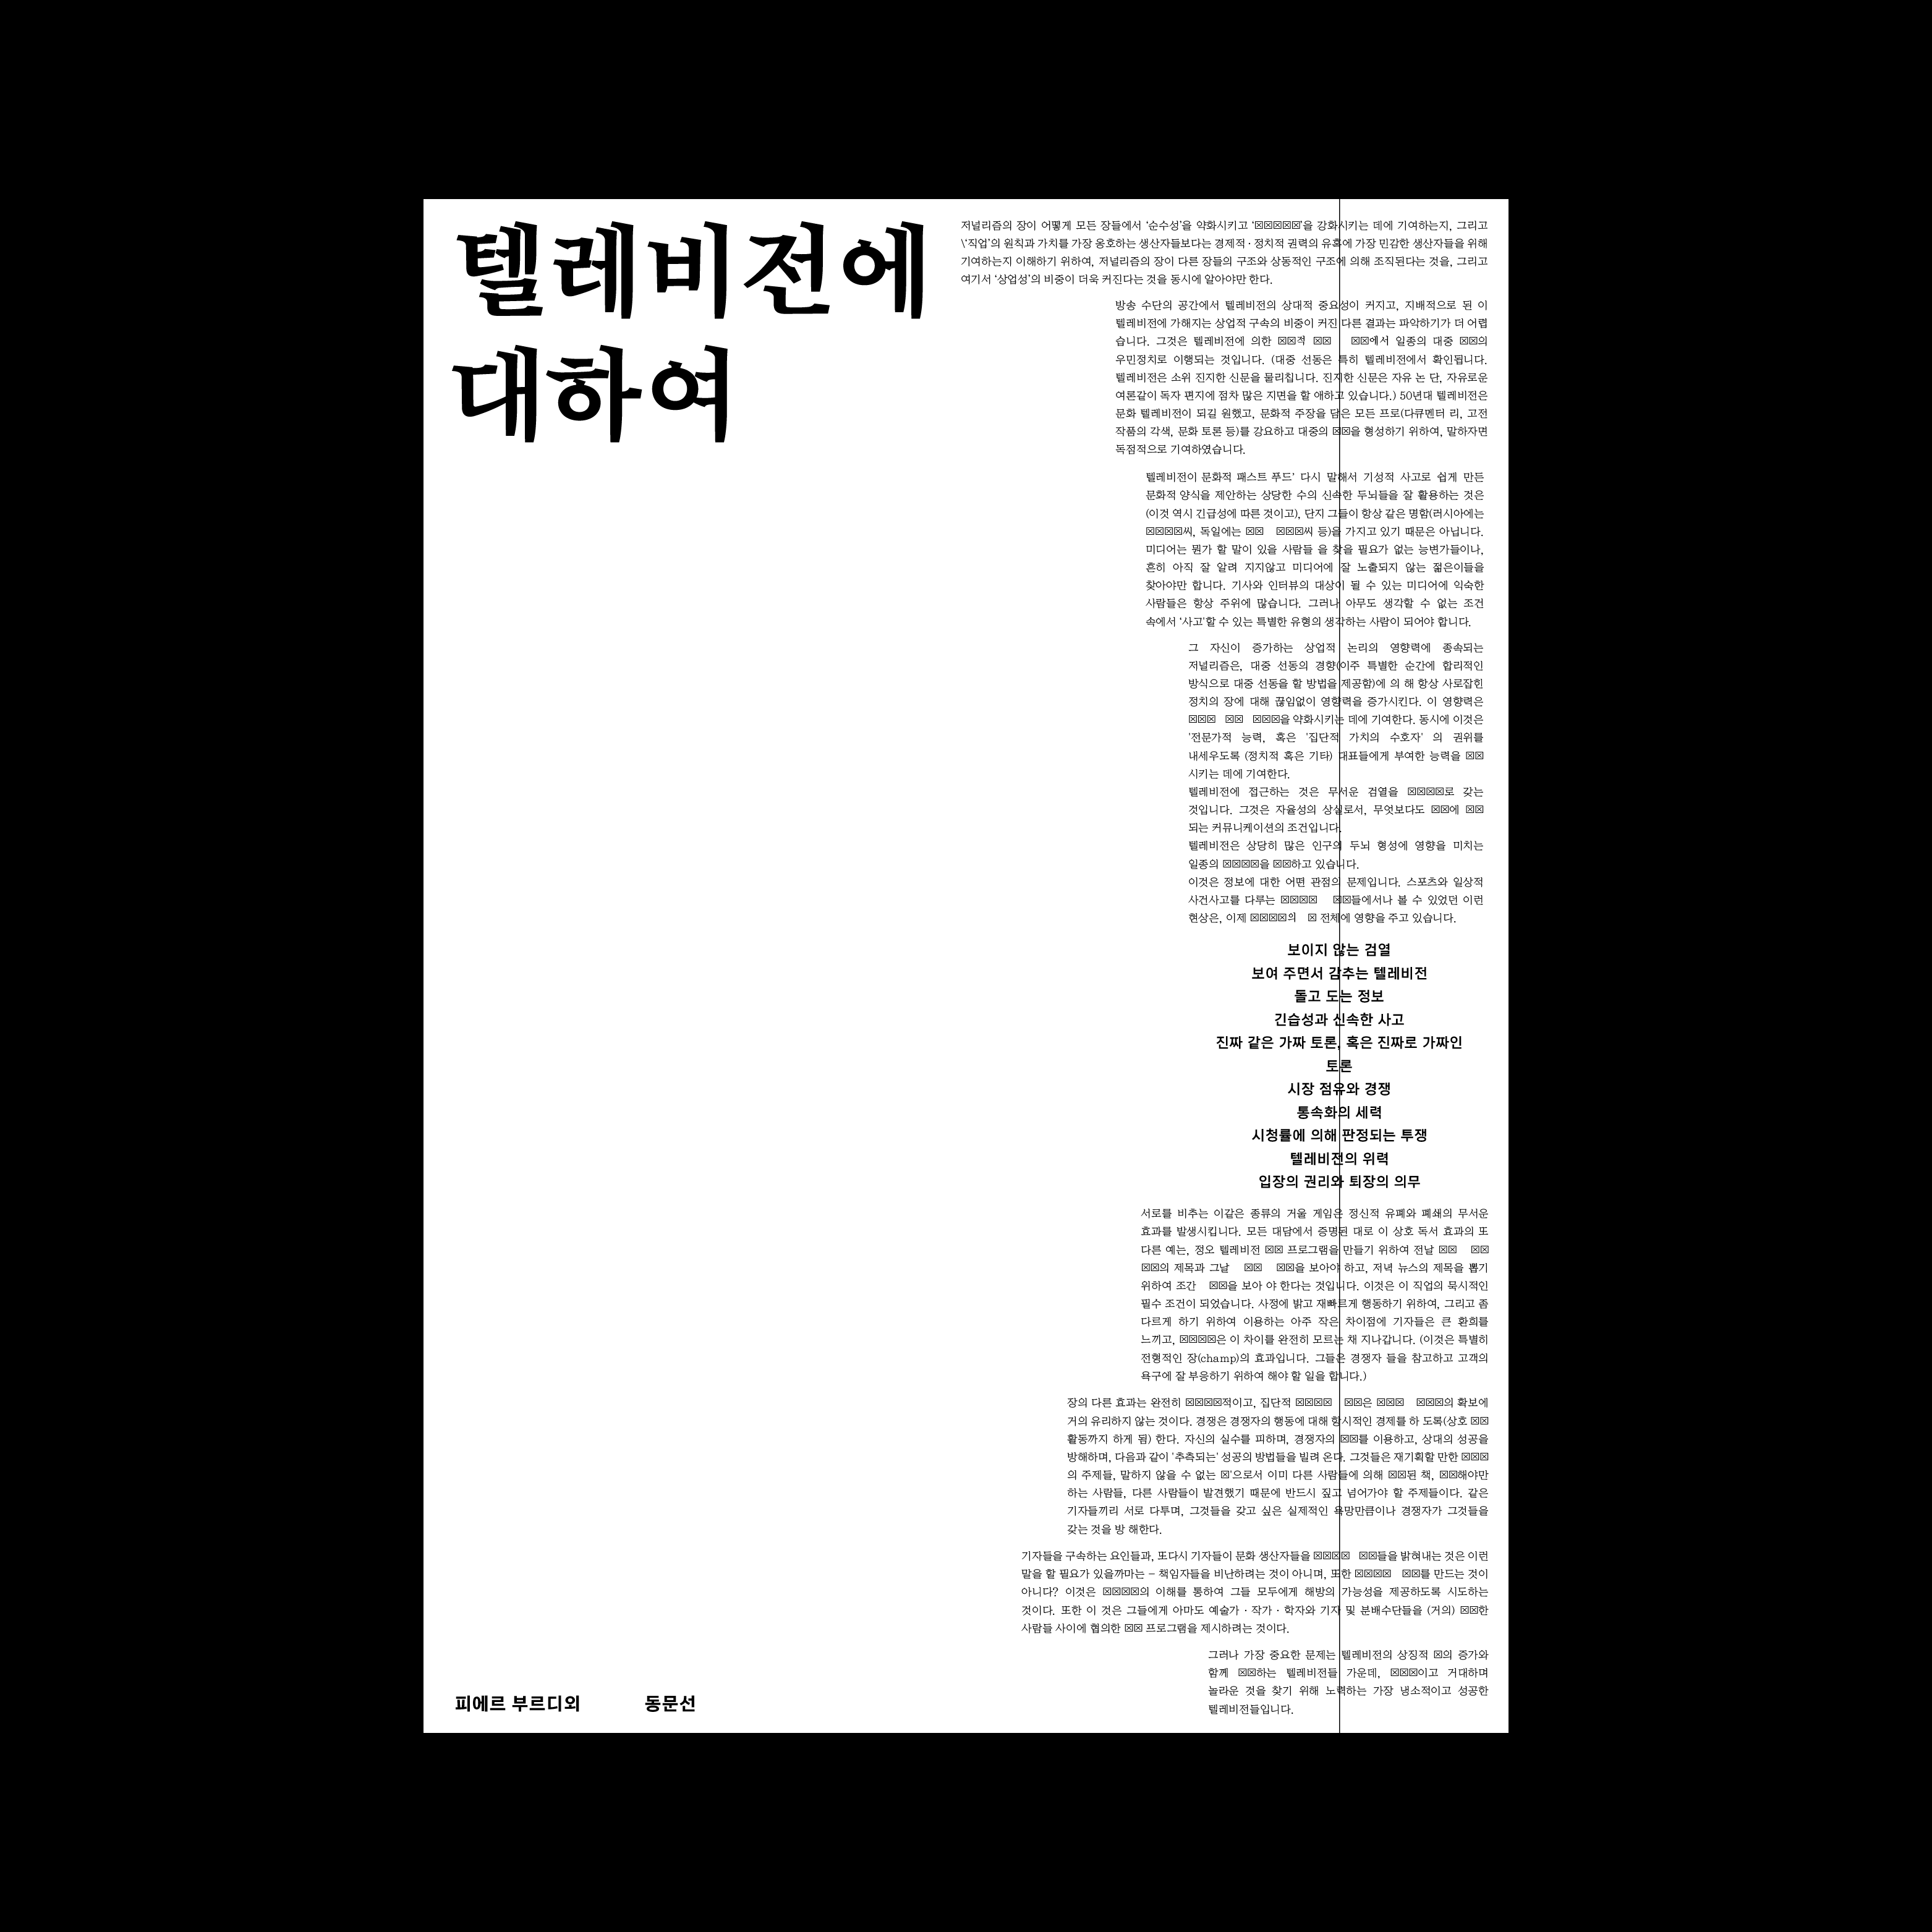 텔레비전에
대하여
저널리즘의 장이 어떻게 모든 장들에서 ‘순수성’을 약화시키고 ‘☒☒☒☒☒’을 강화시키는 데에 기여하는지, 그리고
\‘직업’의 원칙과 가치를 가장 옹호하는 생산자들보다는 경제적·정치적 권력의 유혹에 가장 민감한 생산자들을 위해
기여하는지 이해하기 위하여, 저널리즘의 장이 다른 장들의 구조와 상동적인 구조에 의해 조직된다는 것을, 그리고
여기서 ‘상업성’의 비중이 더욱 커진다는 것을 동시에 알아야만 한다.
방송 수단의 공간에서 텔레비전의 상대적 중요성이 커지고, 지배적으로 된 이
텔레비전에 가해지는 상업적 구속의 비중이 커진 다른 결과는 파악하기가 더 어렵
습니다. 그것은 텔레비전에 의한 ☒☒적 ☒☒ ☒☒에서 일종의 대중 ☒☒의
우민정치로 이행되는 것입니다. (대중 선동은 특히 텔레비전에서 확인됩니다.
텔레비전은 소위 진지한 신문을 물리칩니다. 진지한 신문은 자유 논 단, 자유로운
여론같이 독자 편지에 점차 많은 지면을 할 애하고 있습니다.) 50년대 텔레비전은
문화 텔레비전이 되길 원했고, 문화적 주장을 담은 모든 프로(다큐멘터 리, 고전
작품의 각색, 문화 토론 등)를 강요하고 대중의 ☒☒을 형성하기 위하여, 말하자면
독점적으로 기여하였습니다.
텔레비전이 문화적 패스트 푸드’ 다시 말해서 기성적 사고로 쉽게 만든
문화적 양식을 제안하는 상당한 수의 신속한 두뇌들을 잘 활용하는 것은
(이것 역시 긴급성에 따른 것이고), 단지 그들이 항상 같은 명함(러시아에는
☒☒☒☒씨, 독일에는 ☒☒ ☒☒☒씨 등)을 가지고 있기 때문은 아닙니다.
미디어는 뭔가 할 말이 있을 사람들 을 찾을 필요가 없는 능변가들이나,
흔히 아직 잘 알려 지지않고 미디어에 잘 노출되지 않는 젊은이들을
찾아야만 합니다. 기사와 인터뷰의 대상이 될 수 있는 미디어에 익숙한
사람들은 항상 주위에 많습니다. 그러나 아무도 생각할 수 없는 조건
속에서 ‘사고’할 수 있는 특별한 유형의 생각하는 사람이 되어야 합니다.
그 자신이 증가하는 상업적 논리의 영향력에 종속되는
저널리즘은, 대중 선동의 경향(이주 특별한 순간에 합리적인
방식으로 대중 선동을 할 방법을 제공함)에 의 해 항상 사로잡힌
정치의 장에 대해 끊임없이 영향력을 증가시킨다. 이 영향력은
☒☒☒ ☒☒ ☒☒☒을 약화시키는 데에 기여한다. 동시에 이것은
'전문가적 능력, 혹은 '집단적 가치의 수호자' 의 권위를
내세우도록 (정치적 혹은 기타) 대표들에게 부여한 능력을 ☒☒
시키는 데에 기여한다.
텔레비전에 접근하는 것은 무서운 검열을 ☒☒☒☒로 갖는
것입니다. 그것은 자율성의 상실로서, 무엇보다도 ☒☒에 ☒☒
되는 커뮤니케이션의 조건입니다.
텔레비전은 상당히 많은 인구의 두뇌 형성에 영향을 미치는
일종의 ☒☒☒☒을 ☒☒하고 있습니다.
이것은 정보에 대한 어떤 관점의 문제입니다. 스포츠와 일상적
사건사고를 다루는 ☒☒☒☒ ☒☒들에서나 볼 수 있었던 이런
현상은, 이제 ☒☒☒☒의 ☒ 전체에 영향을 주고 있습니다.
보이지 않는 검열
보여 주면서 감추는 텔레비전
돌고 도는 정보
긴습성과 신속한 사고
진짜 같은 가짜 토론, 혹은 진짜로 가짜인
토론
시장 점유와 경쟁
통속화의 세력
시청률에 의해 판정되는 투쟁
텔레비전의 위력
입장의 권리와 퇴장의 의무
서로를 비추는 이같은 종류의 거울 게임은 정신적 유폐와 폐쇄의 무서운
효과를 발생시킵니다. 모든 대담에서 증명된 대로 이 상호 독서 효과의 또
다른 예는, 정오 텔레비전 ☒☒ 프로그램을 만들기 위하여 전날 ☒☒ ☒☒
☒☒의 제목과 그날 ☒☒ ☒☒을 보아야 하고, 저녁 뉴스의 제목을 뽑기
위하여 조간 ☒☒을 보아 야 한다는 것입니다. 이것은 이 직업의 묵시적인
필수 조건이 되었습니다. 사정에 밝고 재빠르게 행동하기 위하여, 그리고 좀
다르게 하기 위하여 이용하는 아주 작은 차이점에 기자들은 큰 환희를
느끼고, ☒☒☒☒은 이 차이를 완전히 모르는 채 지나갑니다. (이것은 특별히
전형적인 장(champ)의 효과입니다. 그들은 경쟁자 들을 참고하고 고객의
욕구에 잘 부응하기 위하여 해야 할 일을 합니다.)
장의 다른 효과는 완전히 ☒☒☒☒적이고, 집단적 ☒☒☒☒ ☒☒은 ☒☒☒ ☒☒☒의 확보에
거의 유리하지 않는 것이다. 경쟁은 경쟁자의 행동에 대해 항시적인 경제를 하 도록(상호 ☒☒
활동까지 하게 됨) 한다. 자신의 실수를 피하며, 경쟁자의 ☒☒를 이용하고, 상대의 성공을
방해하며, 다음과 같이 '추측되는' 성공의 방법들을 빌려 온다. 그것들은 재기획할 만한 ☒☒☒
의 주제들, 말하지 않을 수 없는 ☒'으로서 이미 다른 사람들에 의해 ☒☒된 책, ☒☒해야만
하는 사람들, 다른 사람들이 발견했기 때문에 반드시 짚고 넘어가야 할 주제들이다. 같은
기자들끼리 서로 다투며, 그것들을 갖고 싶은 실제적인 욕망만큼이나 경쟁자가 그것들을
갖는 것을 방 해한다.
기자들을 구속하는 요인들과, 또다시 기자들이 문화 생산자들을 ☒☒☒☒ ☒☒들을 밝혀내는 것은 이런
말을 할 필요가 있을까마는 – 책임자들을 비난하려는 것이 아니며, 또한 ☒☒☒☒ ☒☒를 만드는 것이
아니다? 이것은 ☒☒☒☒의 이해를 통하여 그들 모두에게 해방의 가능성을 제공하도록 시도하는
것이다. 또한 이 것은 그들에게 아마도 예술가·작가·학자와 기자 및 분배수단들을 (거의) ☒☒한
사람들 사이에 협의한 ☒☒ 프로그램을 제시하려는 것이다.
그러나 가장 중요한 문제는 텔레비전의 상징적 ☒의 증가와
함께 ☒☒하는 텔레비전들 가운데, ☒☒☒이고 거대하며
놀라운 것을 찾기 위해 노력하는 가장 냉소적이고 성공한
텔레비전들입니다.
피에르 부르디외 동문선